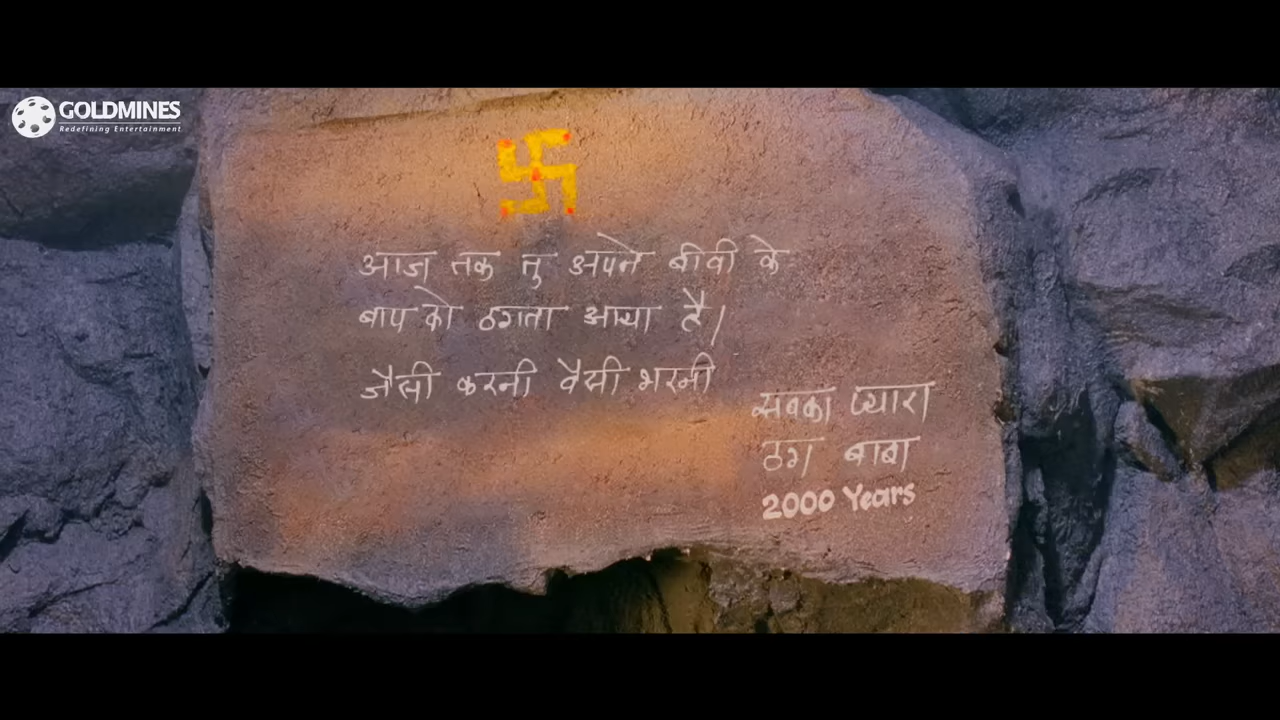 GOLDMINES
Redefining Entertainment
आज तक तु अपने बीवी के
बाप को ठगता आया है।
जैसी करनी वैसी भरनी
सबका प्यारा
ठग बाबा
2000 Years